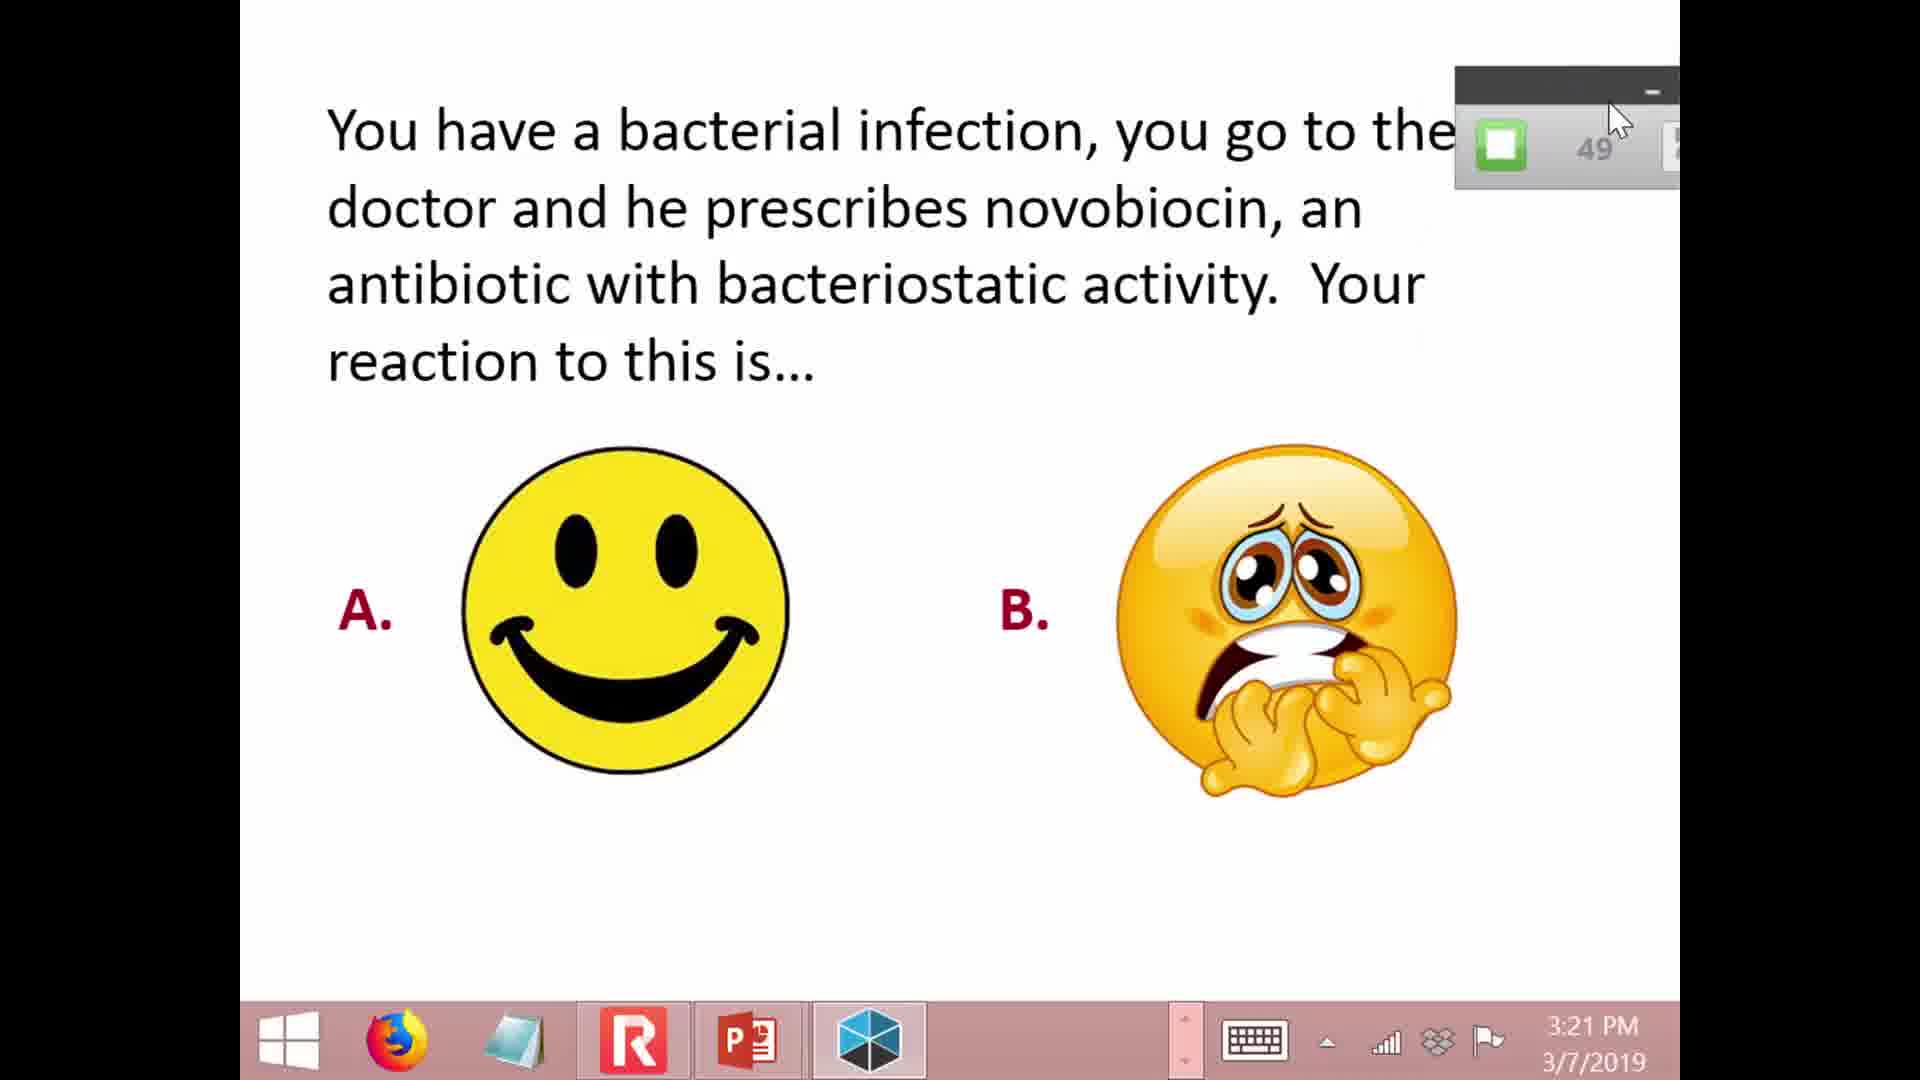 You have a bacterial infection, you go to the
doctor and he prescribes novobiocin, an
antibiotic with bacteriostatic activity.  Your
reaction to this is...
49
A.
B.
R
P
3:21 PM
3/7/2019